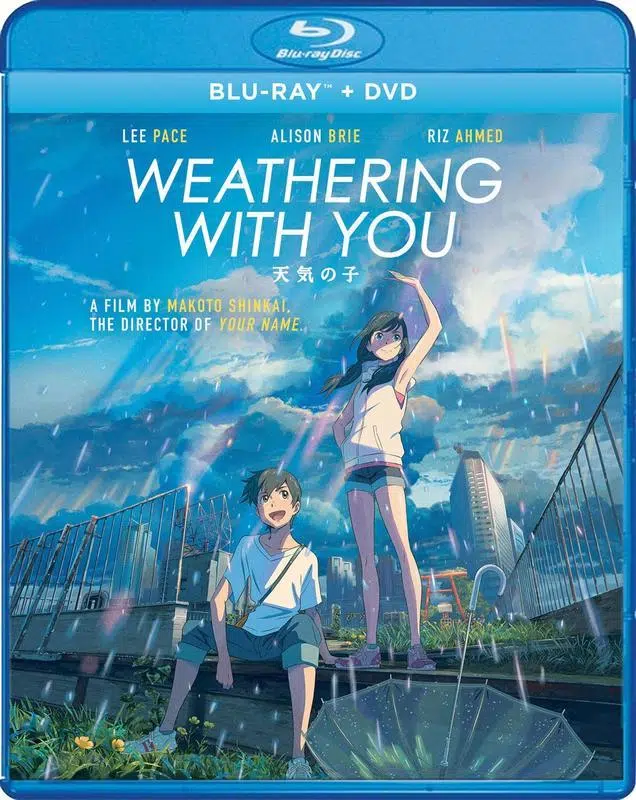 Blu-ray Disc
BLU-RAY™ + DVD
LEE PACE ALISON BRIE RIZ AHMED
WEATHERING
WITH YOU
天気の子
A FILM BY MAKOTO SHINKAI,
THE DIRECTOR OF YOUR NAME.